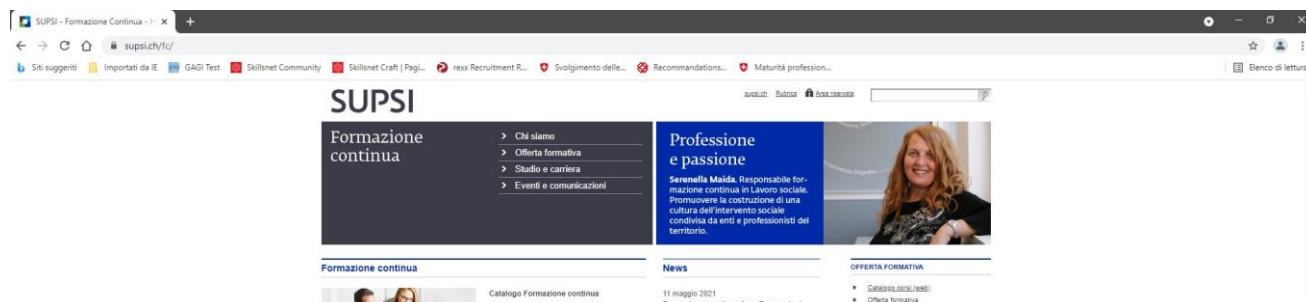 SUPSI - Formazione Continua - H
supsi.ch/fc/
Siti suggeriti Importati da IE GAGI Test Skillsnet Community Skillsnet Craft | Pagi... rexx Recruitment R... Svolgimento delle... Recommandations... Maturità profession... Elenco di lettura
SUPSI
supsi.ch Rubrica Area riservata
Formazione
continua
Chi siamo
Offerta formativa
Studio e carriera
Eventi e comunicazioni
Professione
e passione
Serenella Maida. Responsabile for-
mazione continua in Lavoro sociale.
Promuovere la costruzione di una
cultura dell'intervento sociale
condivisa da enti e professionisti del
territorio.
Formazione continua
Catalogo Formazione continua
News
11 maggio 2021
OFFERTA FORMATIVA
Catalogo corsi (web)
Offerta formativa